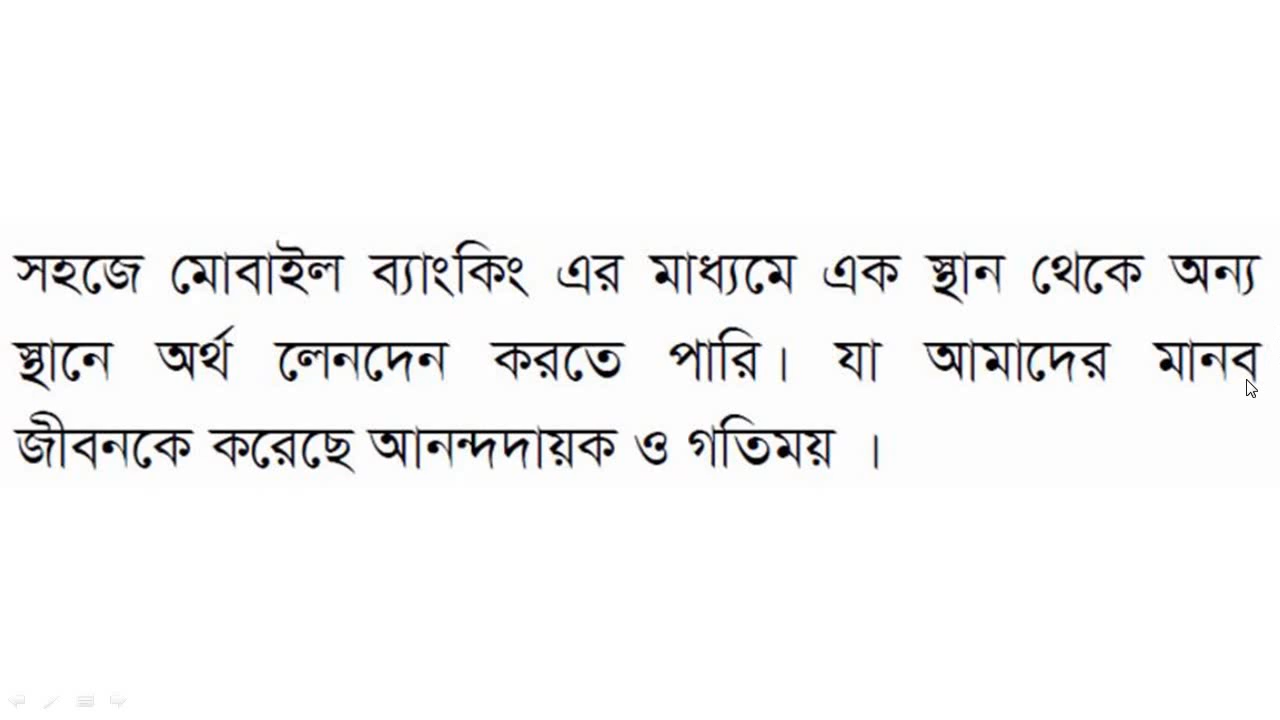 সহজে মোবাইল ব্যাংকিং এর মাধ্যমে এক স্থান থেকে অন্য
স্থানে অর্থ লেনদেন করতে পারি। যা আমাদের মানব
জীবনকে করেছে আনন্দদায়ক ও গতিময় ।